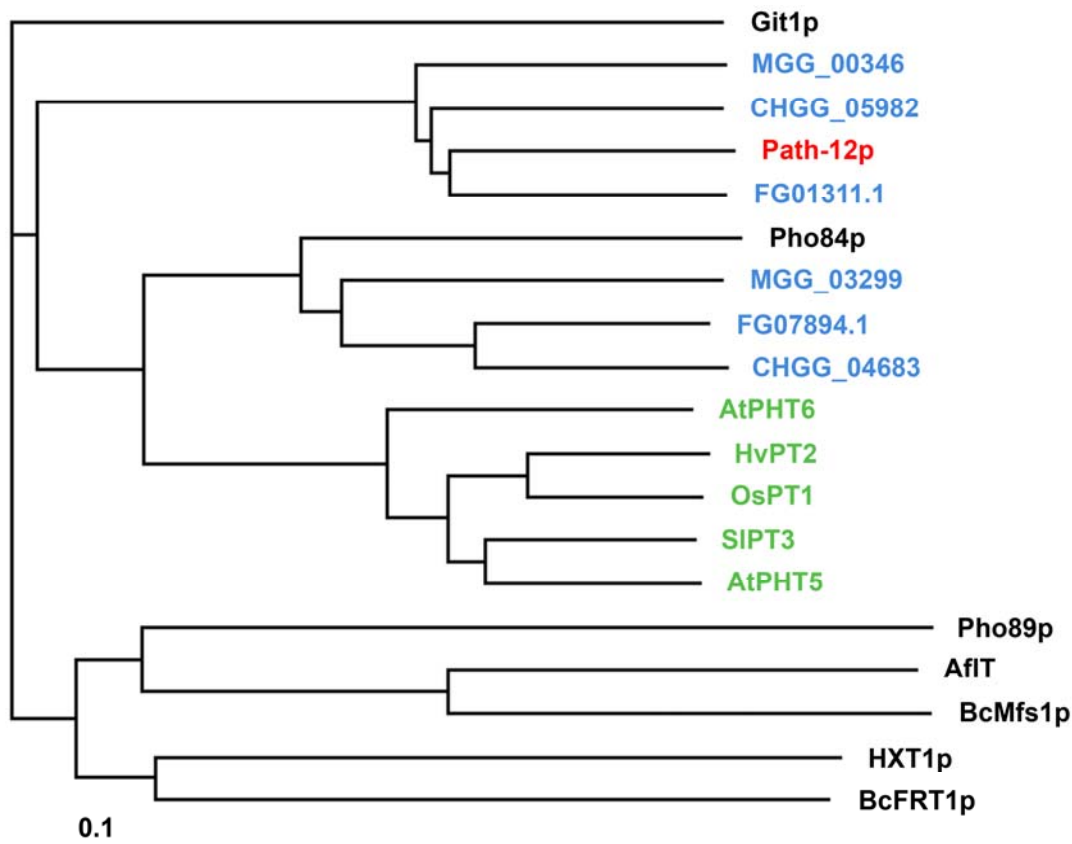 Git1p
MGG_00346
CHGG_05982
Path-12p
FG01311.1
Pho84p
MGG_03299
FG07894.1
CHGG_04683
AtPHT6
HvPT2
OsPT1
SlPT3
AtPHT5
Pho89p
AflT
BcMfs1p
HXT1p
BcFRT1p
0.1